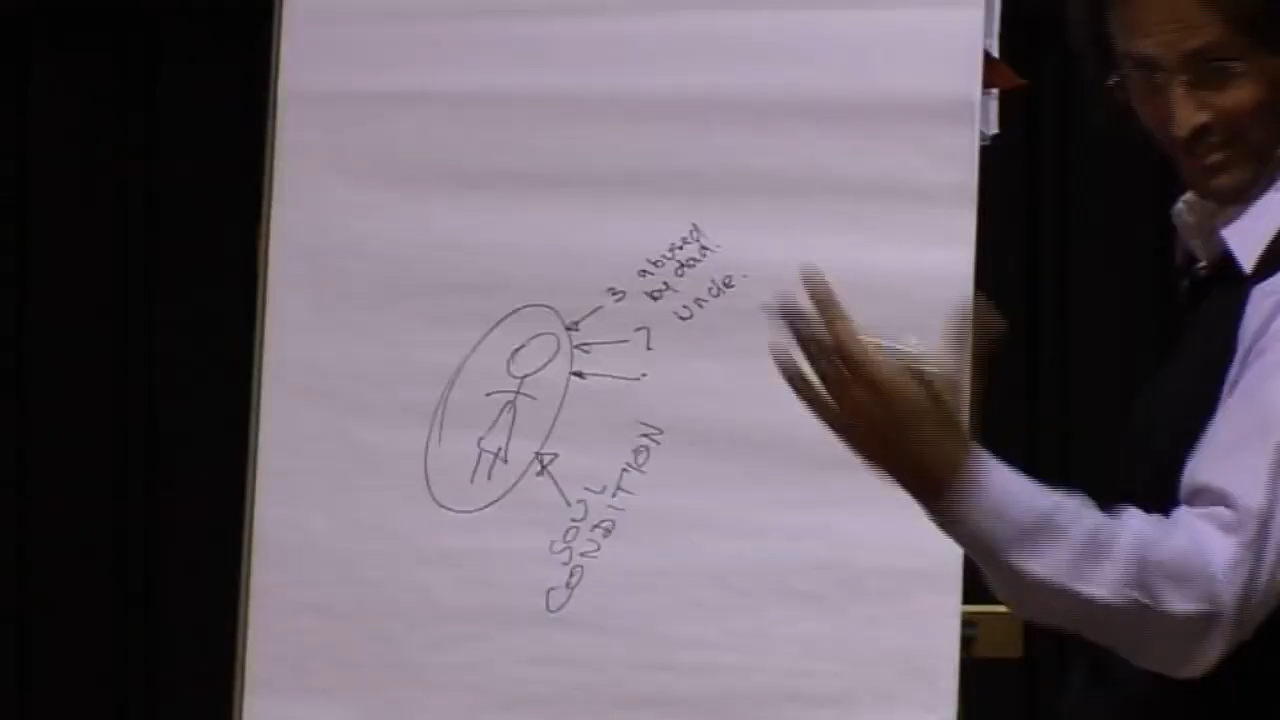 3 abused
by dad.
7 uncle.
SOUL
CONDITION